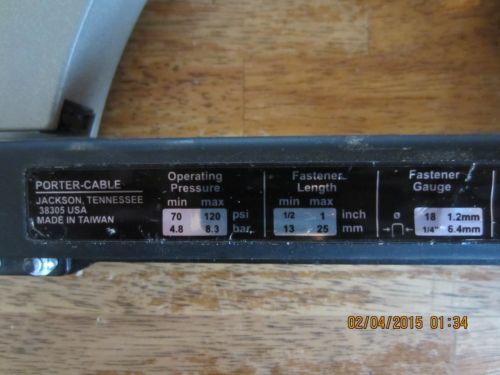 PORTER-CABLE
JACKSON, TENNESSEE
38305 USA
MADE IN TAIWAN
Operating
Pressure
min max
70 120 psi
4.8 8.3 bar
Fastener
Length
min max
1/2 1 inch
13 25 mm
Fastener
Gauge
ø 18 1.2mm
1/4" 6.4mm
02/04/2015 01:34